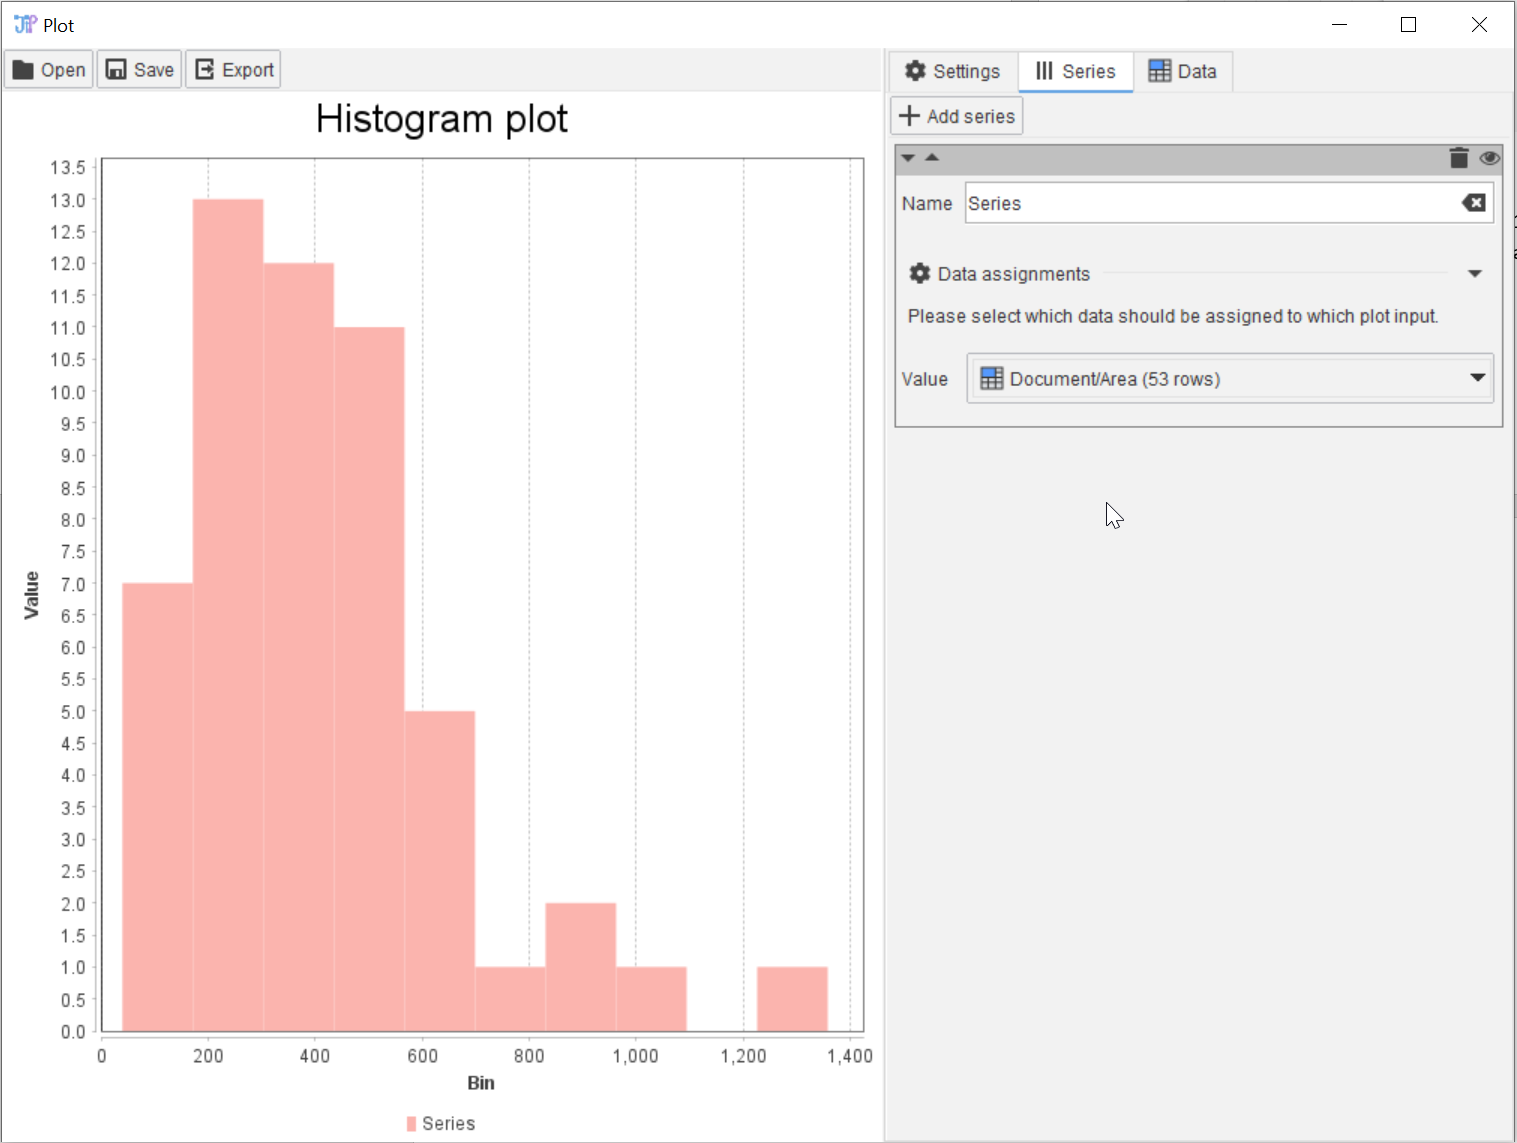 Plot
Open Save Export
Settings Series Data
Add series
Histogram plot
Name Series
Data assignments
Please select which data should be assigned to which plot input.
Value Document/Area (53 rows)
13.5
13.0
12.5
12.0
11.5
11.0
10.5
10.0
9.5
9.0
8.5
8.0
7.5
7.0
6.5
6.0
5.5
5.0
4.5
4.0
3.5
3.0
2.5
2.0
1.5
1.0
0.5
0.0
Value
0 200 400 600 800 1,000 1,200 1,400
Bin
Series